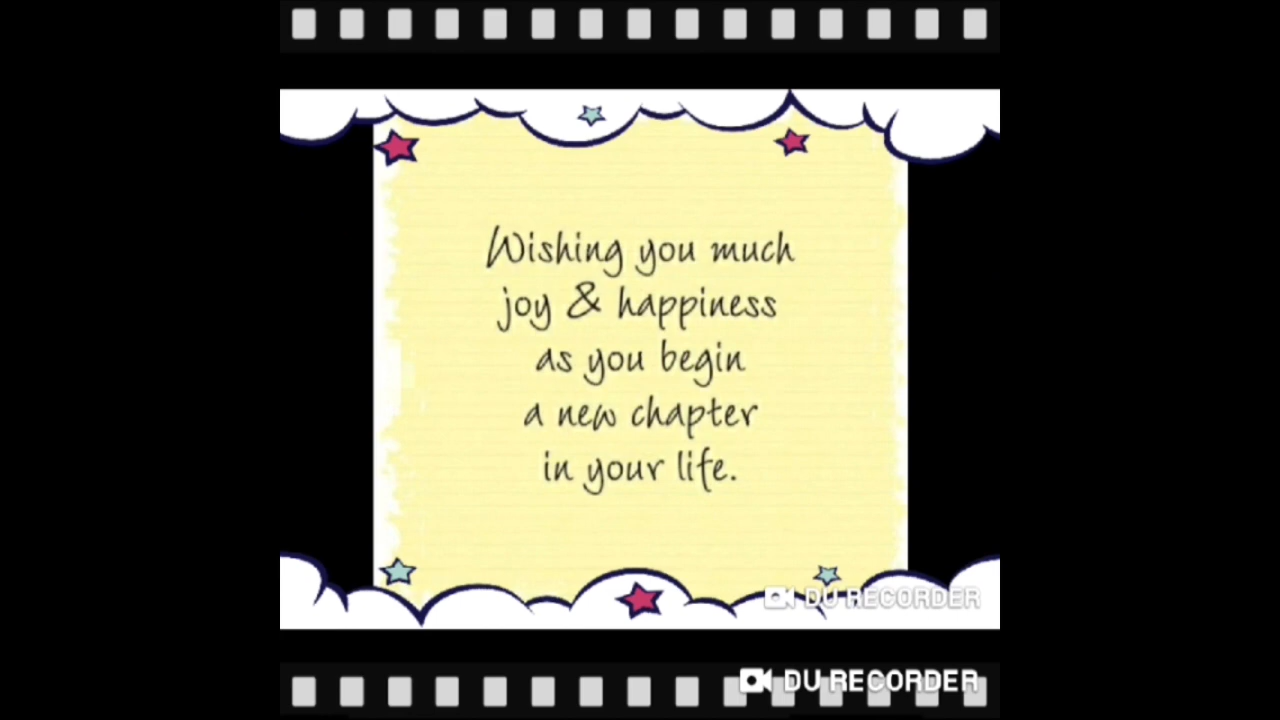 Wishing you much
joy & happiness
as you begin
a new chapter
in your life.
DU RECORDER
DU RECORDER